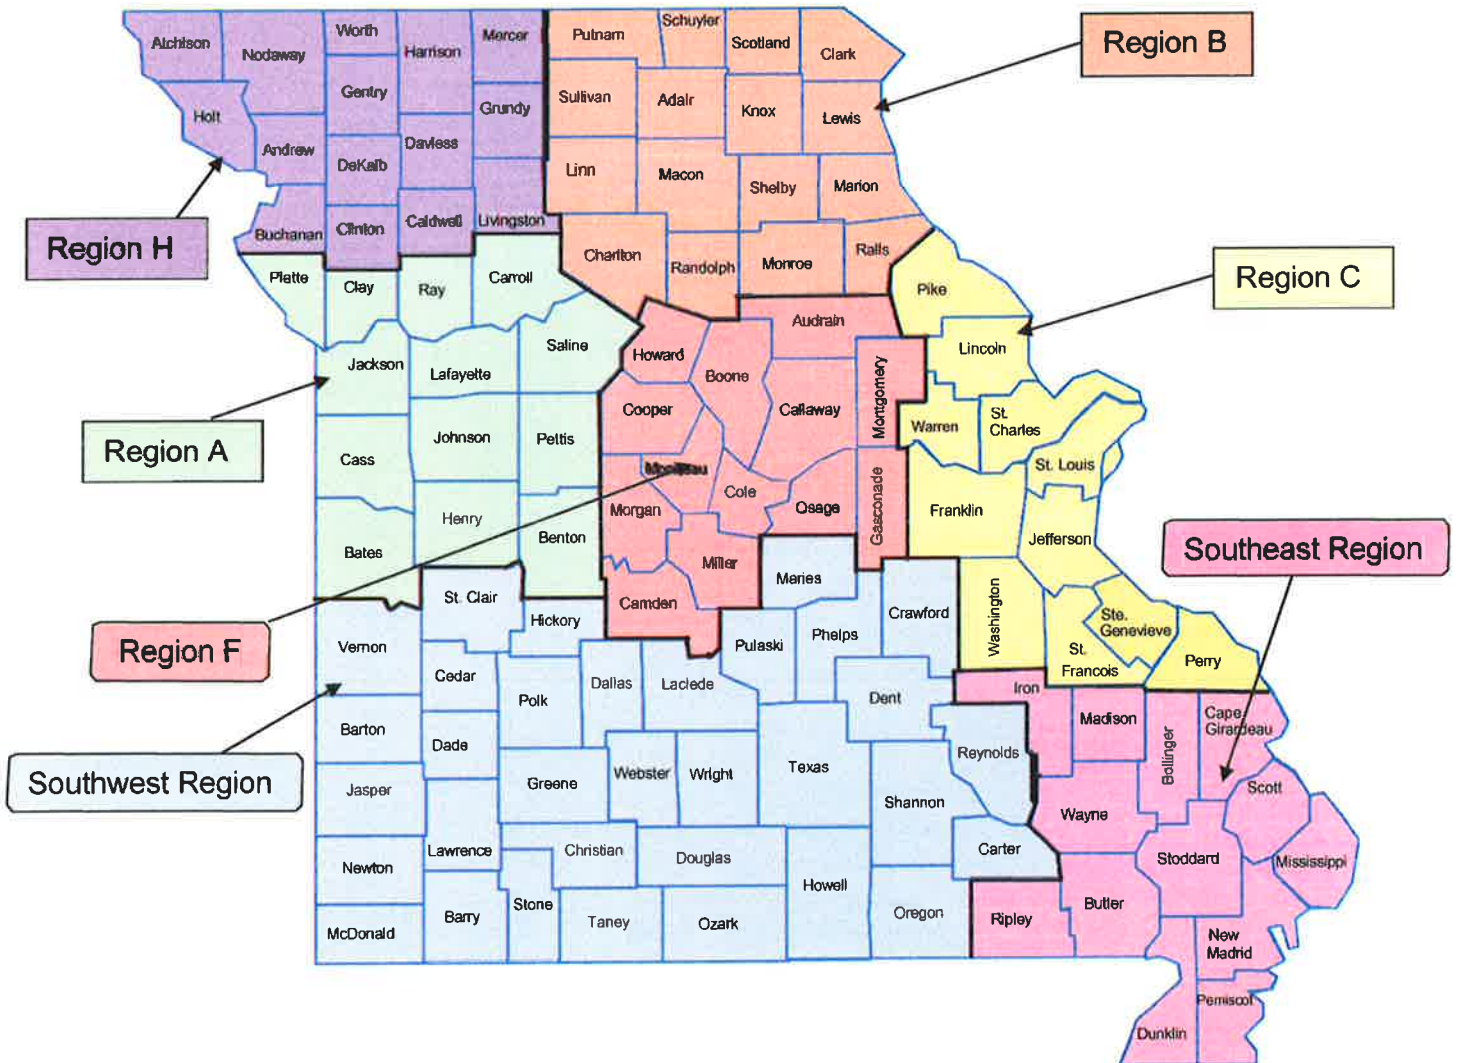 Atchison
Nodaway
Worth
Harrison
Mercer
Putnam
Schuyler
Scotland
Clark
Region B
Holt
Gentry
Grundy
Sullivan
Adair
Knox
Lewis
Andrew
DeKalb
Daviess
Linn
Macon
Shelby
Marion
Region H
Buchanan
Clinton
Caldwell
Livingston
Chariton
Randolph
Monroe
Ralls
Region C
Platte
Clay
Ray
Carroll
Pike
Jackson
Lafayette
Saline
Howard
Boone
Audrain
Montgomery
Lincoln
Region A
Cass
Johnson
Pettis
Cooper
Callaway
Warren
St.
Charles
St. Louis
Moniteau
Cole
Osage
Gasconade
Franklin
Bates
Henry
Benton
Morgan
Miller
Jefferson
Southeast Region
Region F
Vernon
St. Clair
Hickory
Camden
Maries
Pulaski
Phelps
Crawford
Washington
St.
Francois
Ste.
Genevieve
Perry
Cedar
Polk
Dallas
Laclede
Dent
Iron
Madison
Bollinger
Cape
Girardeau
Southwest Region
Barton
Dade
Jasper
Greene
Webster
Wright
Texas
Shannon
Reynolds
Wayne
Scott
Newton
Lawrence
Christian
Douglas
Howell
Carter
Stoddard
Mississippi
McDonald
Barry
Stone
Taney
Ozark
Oregon
Ripley
Butler
New
Madrid
Pemiscot
Dunklin